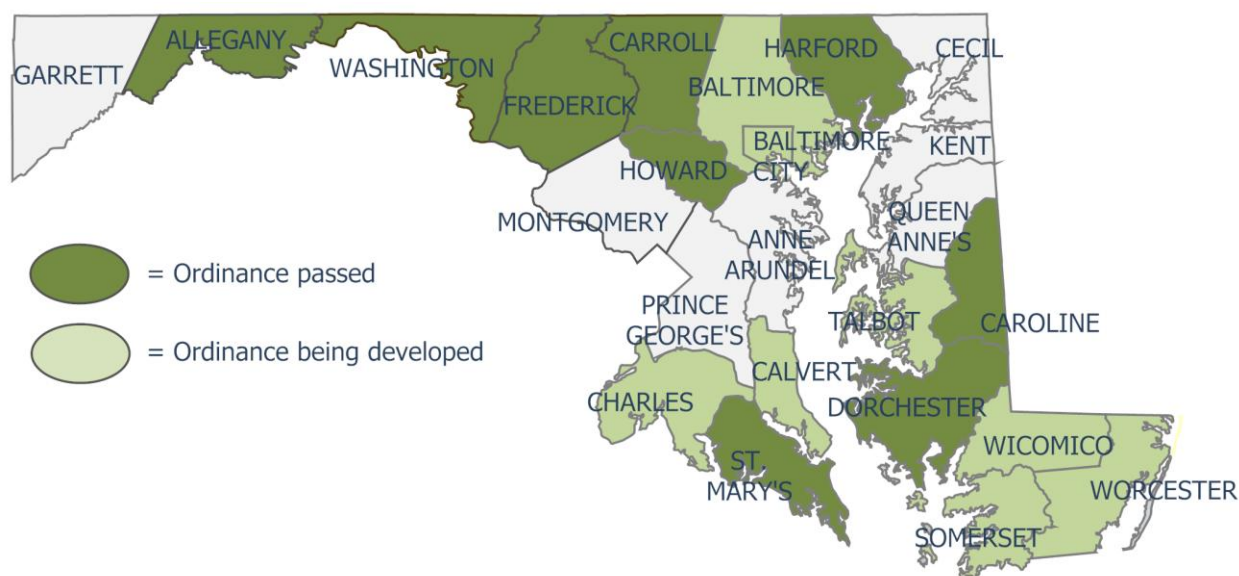 ALLEGANY
CARROLL
HARFORD
CECIL
GARRETT
WASHINGTON
BALTIMORE
FREDERICK
BALTIMORE
CITY
KENT
HOWARD
MONTGOMERY
QUEEN
ANNE'S
ANNE
ARUNDEL
= Ordinance passed
PRINCE
GEORGE'S
TALBOT
CAROLINE
= Ordinance being developed
CALVERT
CHARLES
DORCHESTER
WICOMICO
ST.
MARY'S
WORCESTER
SOMERSET